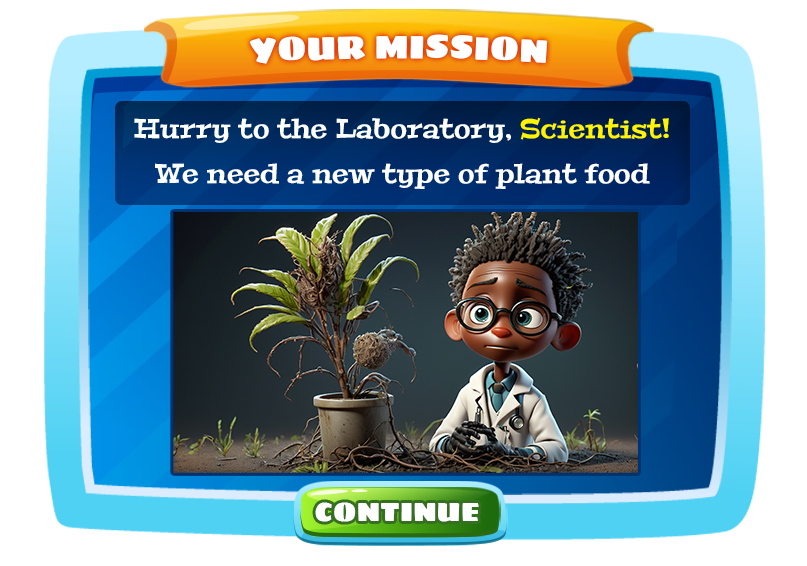 YOUR MISSION
Hurry to the Laboratory, Scientist!
We need a new type of plant food
CONTINUE